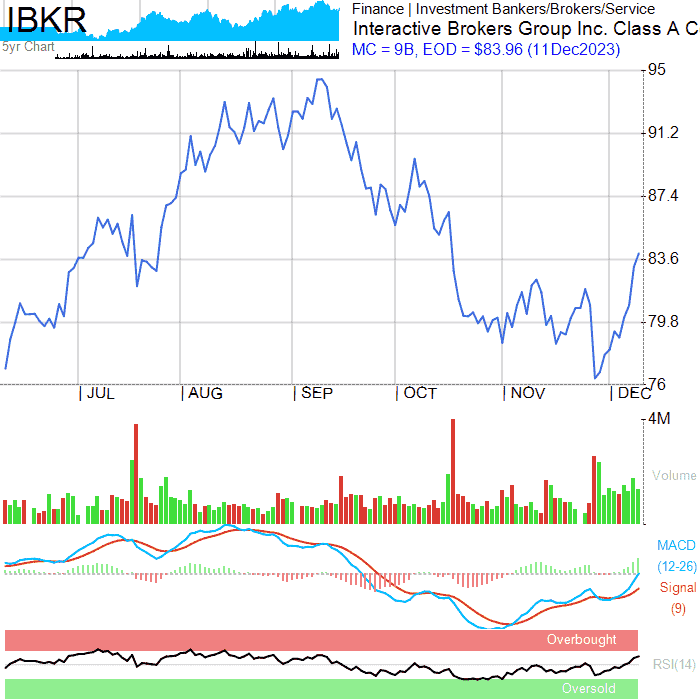 IBKR
5yr Chart
Finance | Investment Bankers/Brokers/Service
Interactive Brokers Group Inc. Class A C
MC = 9B, EOD = $83.96 (11Dec2023)
95
91.2
87.4
83.6
79.8
76
| JUL | AUG | SEP | OCT | NOV | DEC
4M
Volume
MACD
(12-26)
Signal
(9)
Overbought
RSI(14)
Oversold